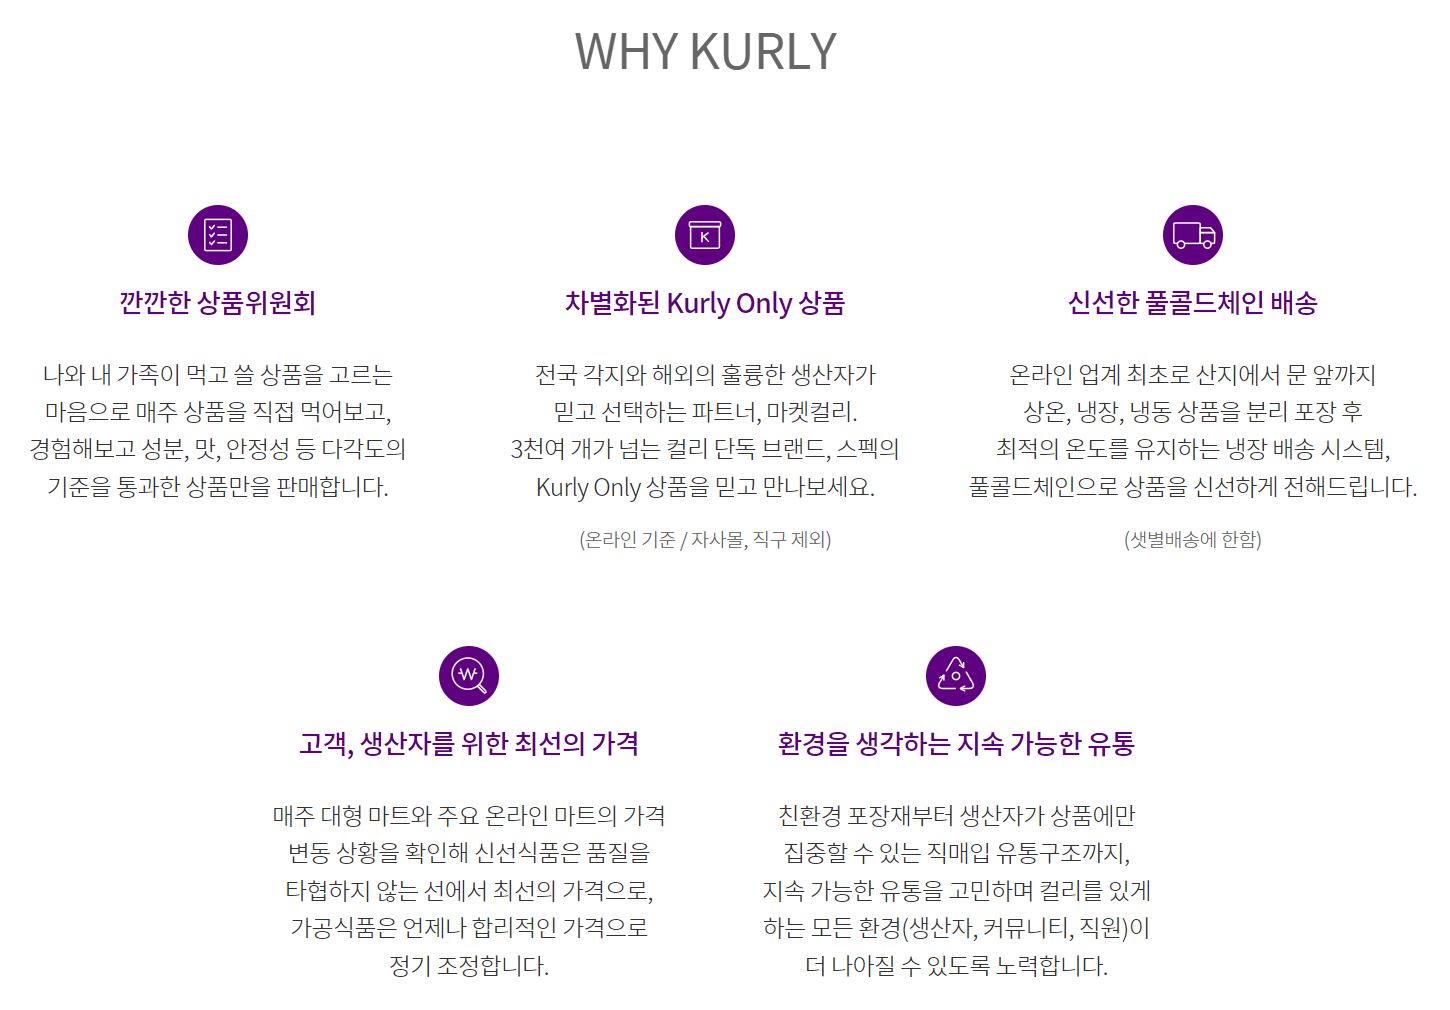 WHY KURLY
깐깐한 상품위원회
나와 내 가족이 먹고 쓸 상품을 고르는
마음으로 매주 상품을 직접 먹어보고,
경험해보고 성분, 맛, 안정성 등 다각도의
기준을 통과한 상품만을 판매합니다.
차별화된 Kurly Only 상품
전국 각지와 해외의 훌륭한 생산자가
믿고 선택하는 파트너, 마켓컬리.
3천여 개가 넘는 컬리 단독 브랜드, 스펙의
Kurly Only 상품을 믿고 만나보세요.
(온라인 기준 / 자사몰, 직구 제외)
신선한 풀콜드체인 배송
온라인 업계 최초로 산지에서 문 앞까지
상온, 냉장, 냉동 상품을 분리 포장 후
최적의 온도를 유지하는 냉장 배송 시스템,
풀콜드체인으로 상품을 신선하게 전해드립니다.
(샛별배송에 한함)
고객, 생산자를 위한 최선의 가격
매주 대형 마트와 주요 온라인 마트의 가격
변동 상황을 확인해 신선식품은 품질을
타협하지 않는 선에서 최선의 가격으로,
가공식품은 언제나 합리적인 가격으로
정기 조정합니다.
환경을 생각하는 지속 가능한 유통
친환경 포장재부터 생산자가 상품에만
집중할 수 있는 직매입 유통구조까지,
지속 가능한 유통을 고민하며 컬리를 있게
하는 모든 환경(생산자, 커뮤니티, 직원)이
더 나아질 수 있도록 노력합니다.